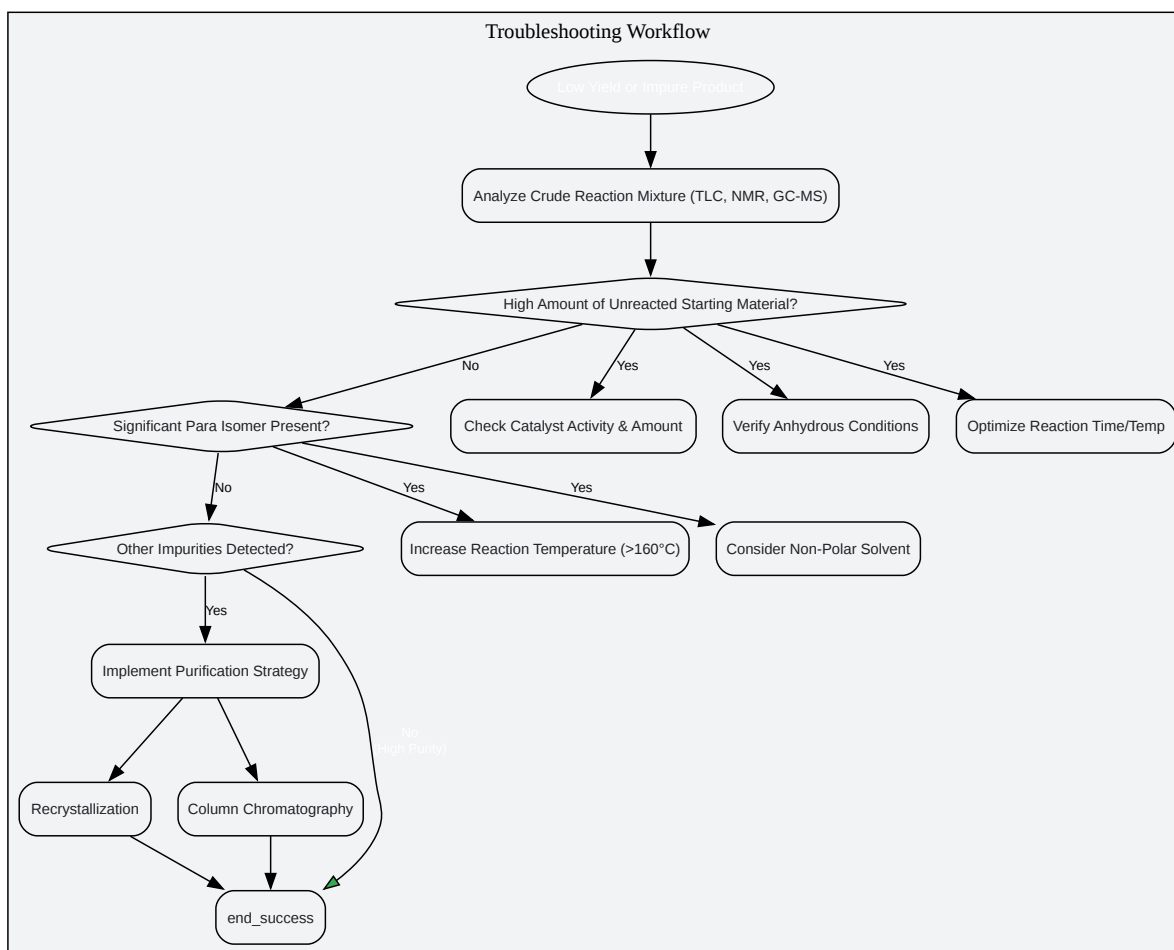 Troubleshooting Workflow
Low Yield or Impure Product
Analyze Crude Reaction Mixture (TLC, NMR, GC-MS)
High Amount of Unreacted Starting Material?
No
Yes
Yes
Yes
Significant Para Isomer Present?
Check Catalyst Activity & Amount
Verify Anhydrous Conditions
Optimize Reaction Time/Temp
No
Yes
Yes
Other Impurities Detected?
Increase Reaction Temperature (>160°C)
Consider Non-Polar Solvent
Yes
Implement Purification Strategy
No
(High Purity)
Recrystallization
Column Chromatography
end_success